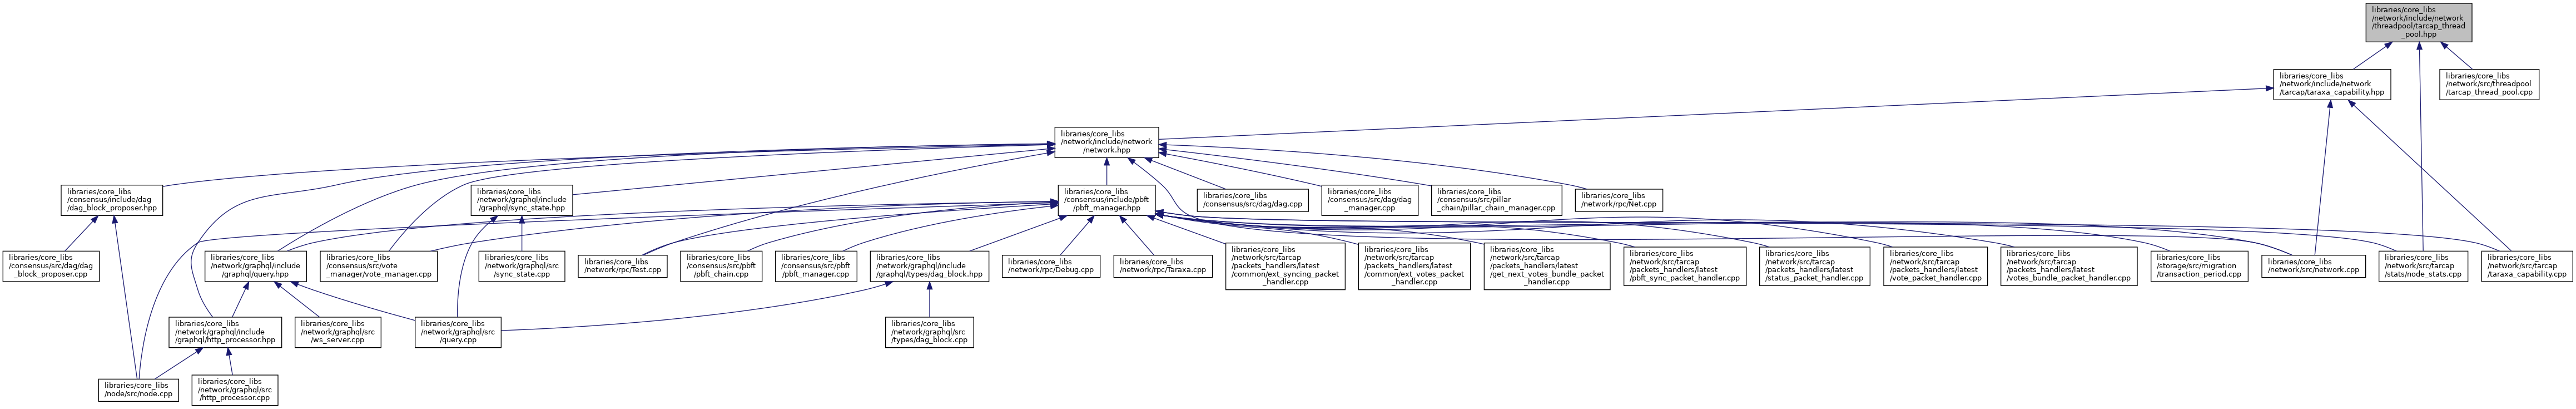 libraries/core_libs
/network/include/network
/threadpool/tarcap_thread
_pool.hpp
libraries/core_libs
/network/include/network
/tarcap/taraxa_capability.hpp
libraries/core_libs
/network/src/threadpool
/tarcap_thread_pool.cpp
libraries/core_libs
/network/include/network
/network.hpp
libraries/core_libs
/consensus/include/dag
/dag_block_proposer.hpp
libraries/core_libs
/network/graphql/include
/graphql/sync_state.hpp
libraries/core_libs
/consensus/include/pbft
/pbft_manager.hpp
libraries/core_libs
/consensus/src/dag/dag.cpp
libraries/core_libs
/consensus/src/dag/dag
_manager.cpp
libraries/core_libs
/consensus/src/pillar
_chain/pillar_chain_manager.cpp
libraries/core_libs
/network/rpc/Net.cpp
libraries/core_libs
/consensus/src/dag/dag
_block_proposer.cpp
libraries/core_libs
/network/graphql/include
/graphql/query.hpp
libraries/core_libs
/consensus/src/vote
_manager/vote_manager.cpp
libraries/core_libs
/network/graphql/src
/sync_state.cpp
libraries/core_libs
/network/rpc/Test.cpp
libraries/core_libs
/consensus/src/pbft
/pbft_chain.cpp
libraries/core_libs
/consensus/src/pbft
/pbft_manager.cpp
libraries/core_libs
/network/graphql/include
/graphql/types/dag_block.hpp
libraries/core_libs
/network/rpc/Debug.cpp
libraries/core_libs
/network/rpc/Taraxa.cpp
libraries/core_libs
/network/src/tarcap
/packets_handlers/latest
/common/ext_syncing_packet
_handler.cpp
libraries/core_libs
/network/src/tarcap
/packets_handlers/latest
/common/ext_votes_packet
_handler.cpp
libraries/core_libs
/network/src/tarcap
/packets_handlers/latest
/get_next_votes_bundle_packet
_handler.cpp
libraries/core_libs
/network/src/tarcap
/packets_handlers/latest
/pbft_sync_packet_handler.cpp
libraries/core_libs
/network/src/tarcap
/packets_handlers/latest
/status_packet_handler.cpp
libraries/core_libs
/network/src/tarcap
/packets_handlers/latest
/vote_packet_handler.cpp
libraries/core_libs
/network/src/tarcap
/packets_handlers/latest
/votes_bundle_packet_handler.cpp
libraries/core_libs
/storage/src/migration
/transaction_period.cpp
libraries/core_libs
/network/src/network.cpp
libraries/core_libs
/network/src/tarcap
/stats/node_stats.cpp
libraries/core_libs
/network/src/tarcap
/taraxa_capability.cpp
libraries/core_libs
/network/graphql/include
/graphql/http_processor.hpp
libraries/core_libs
/network/graphql/src
/ws_server.cpp
libraries/core_libs
/network/graphql/src
/query.cpp
libraries/core_libs
/network/graphql/src
/types/dag_block.cpp
libraries/core_libs
/node/src/node.cpp
libraries/core_libs
/network/graphql/src
/http_processor.cpp